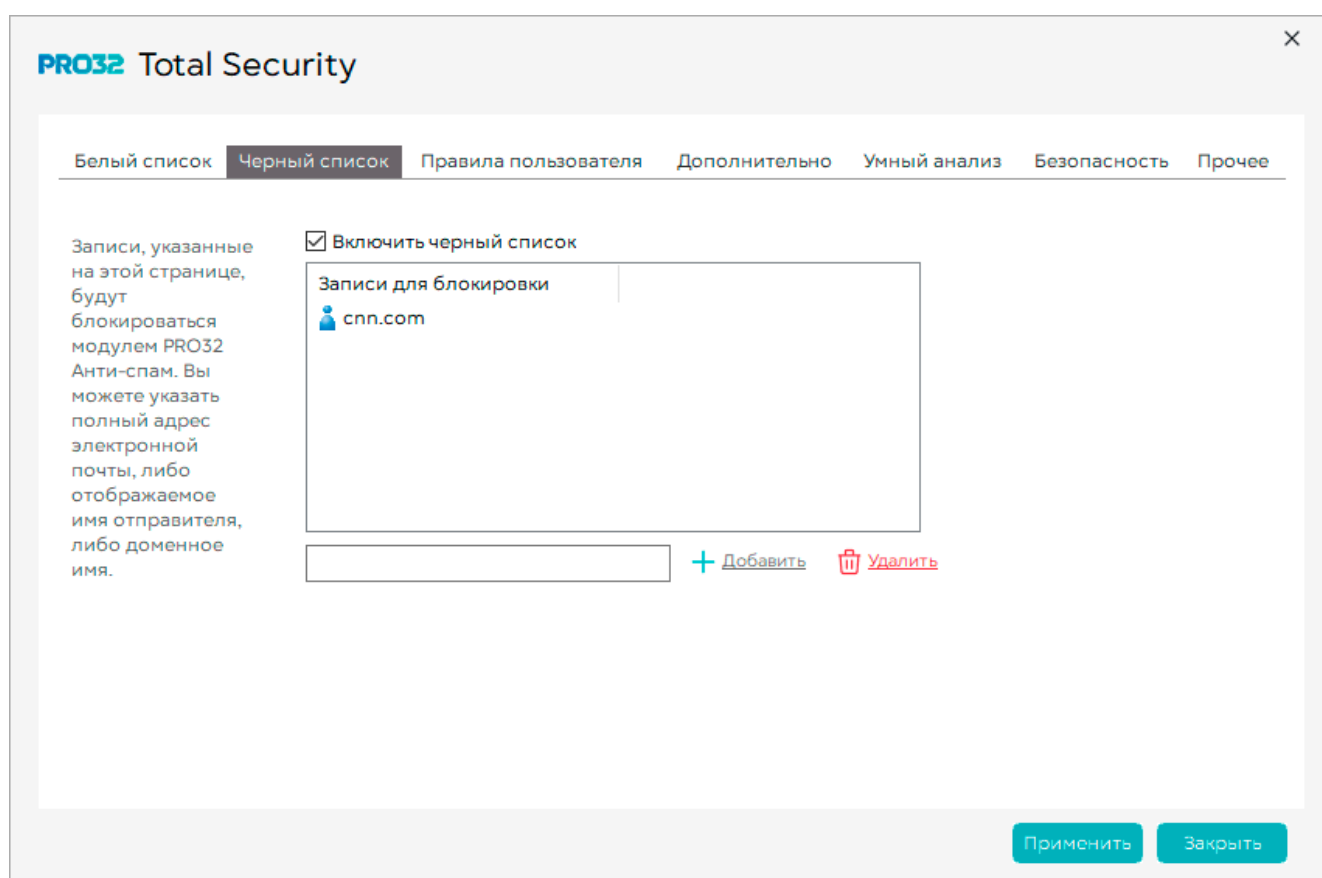 PRO32 Total Security
Белый список Черный список Правила пользователя Дополнительно Умный анализ Безопасность Прочее
Записи, указанные
на этой странице,
будут
блокироваться
модулем PRO32
Анти-спам. Вы
можете указать
полный адрес
электронной
почты, либо
отображаемое
имя отправителя,
либо доменное
имя.
Включить черный список
Записи для блокировки
cnn.com
Добавить Удалить
Применить Закрыть